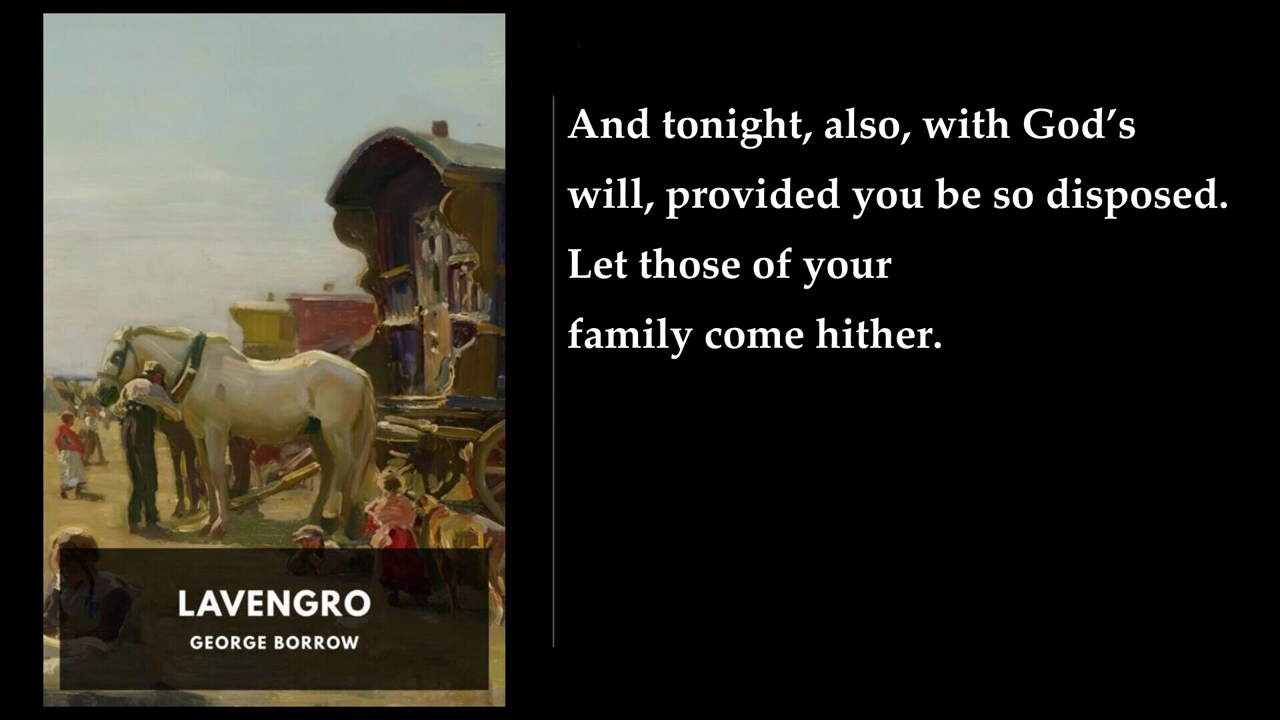 And tonight, also, with God’s
will, provided you be so disposed.
Let those of your
family come hither.
LAVENGRO
GEORGE BORROW